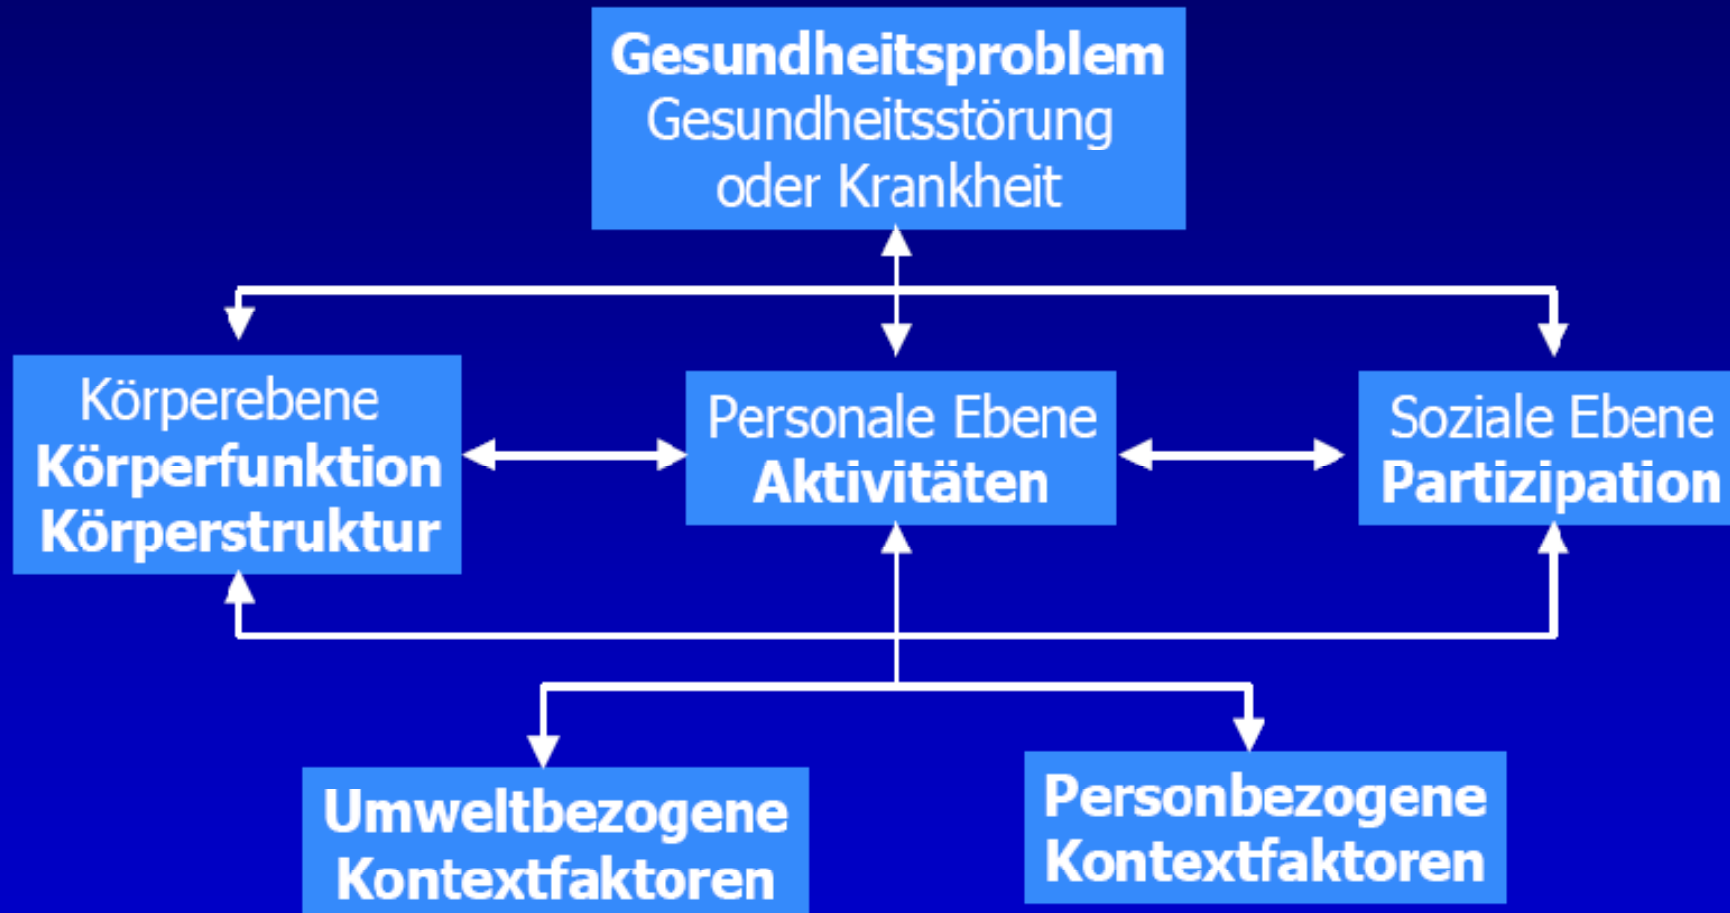 Gesundheitsproblem
Gesundheitsstörung
oder Krankheit
Körperebene
Körperfunktion
Körperstruktur
Personale Ebene
Aktivitäten
Soziale Ebene
Partizipation
Umweltbezogene
Kontextfaktoren
Personbezogene
Kontextfaktoren